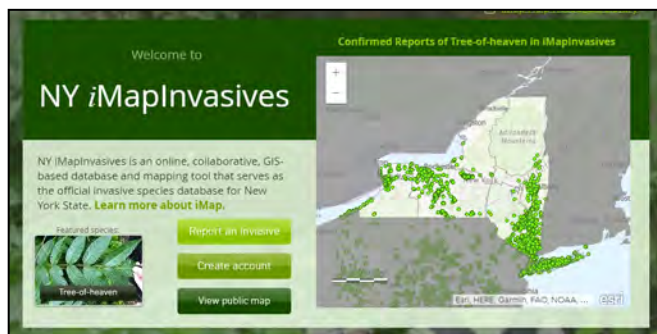 Welcome to
NY iMapInvasives
Confirmed Reports of Tree-of-heaven in iMapInvasives
+
−
NY iMapInvasives is an online, collaborative, GIS-
based database and mapping tool that serves as
the official invasive species database for New
York State. Learn more about iMap.
Featured species:
Tree-of-heaven
Report an invasive
Create account
View public map
Adirondack
Mountains
Esri, HERE, Garmin, FAO, NOAA, ...
esri